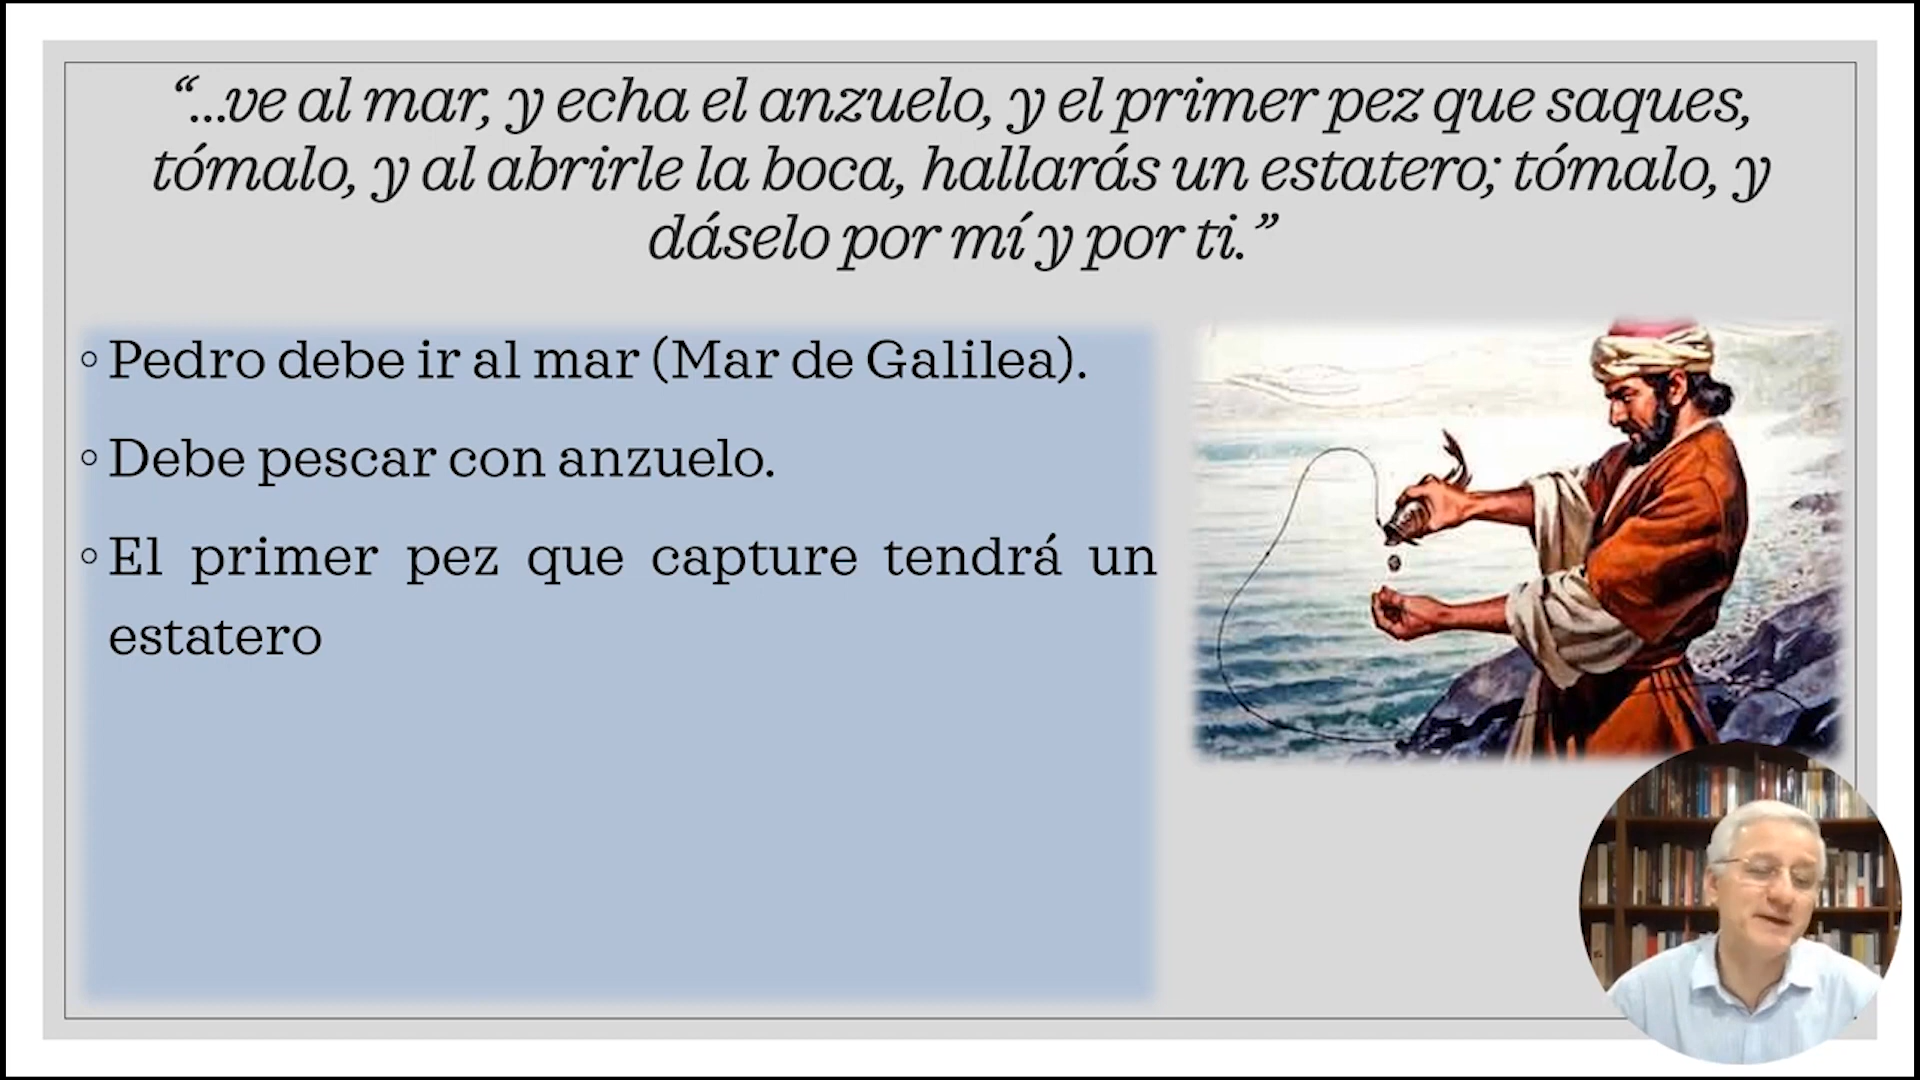 “...ve al mar, y echa el anzuelo, y el primer pez que saques,
tómalo, y al abrirle la boca, hallarás un estatero; tómalo, y
dáselo por mí y por ti.”
◦ Pedro debe ir al mar (Mar de Galilea).
◦ Debe pescar con anzuelo.
◦ El primer pez que capture tendrá un
estatero